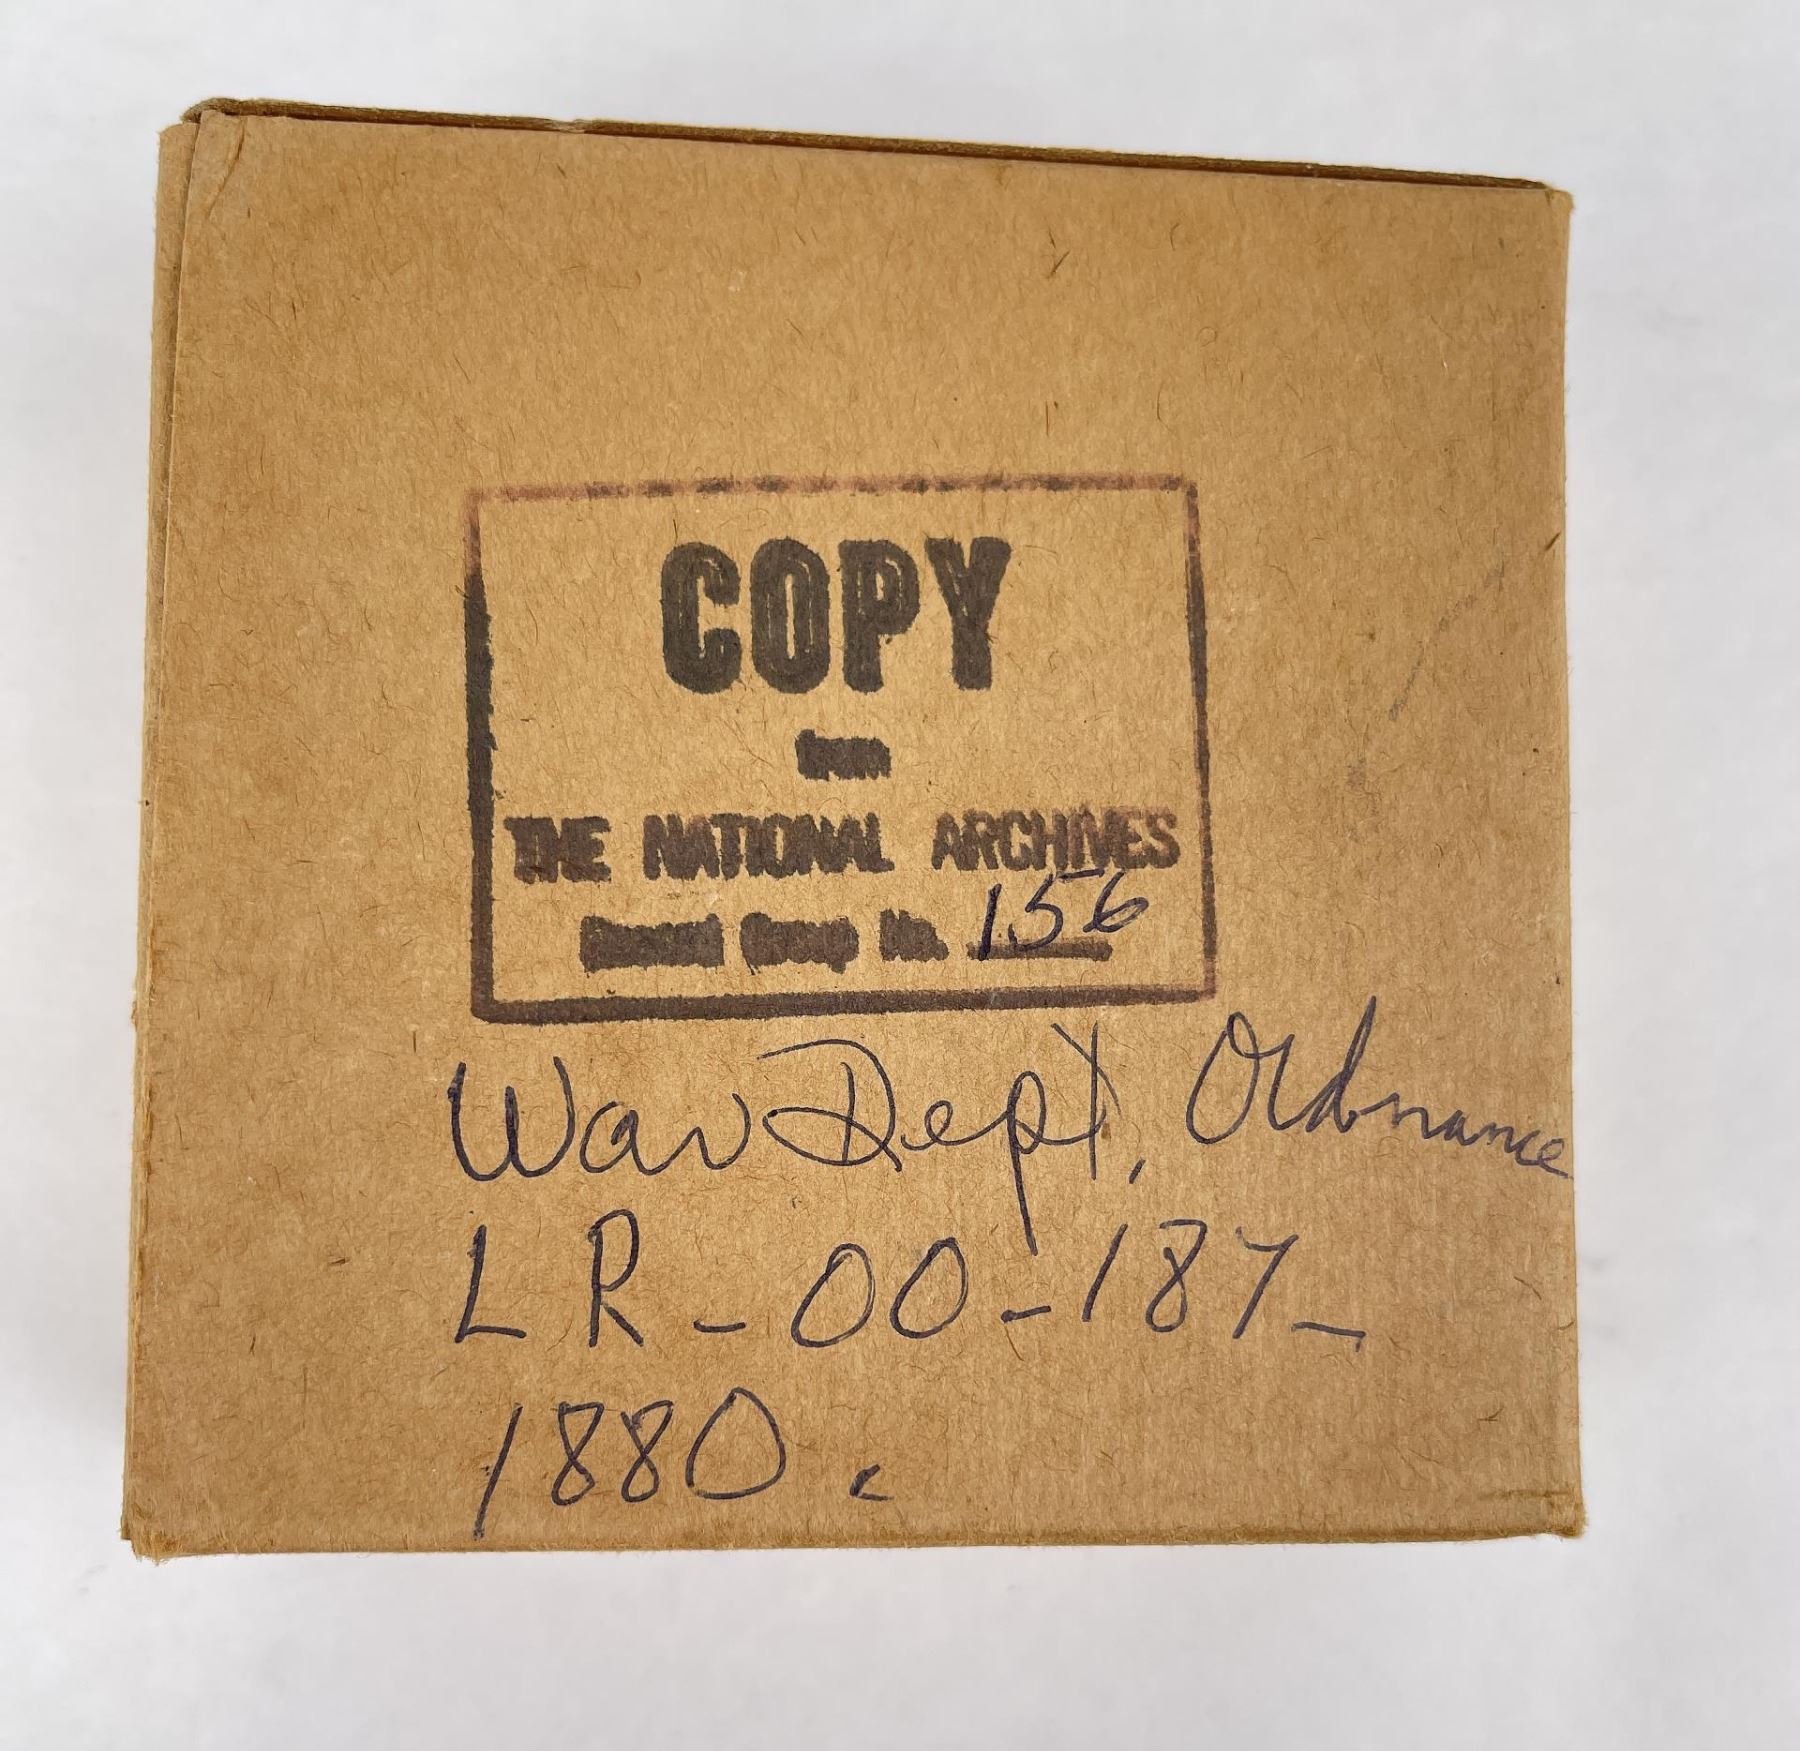 COPY
from
THE NATIONAL ARCHIVES
Record Group No. 156
War Dept, Ordnance
LR-00-187-
1880.